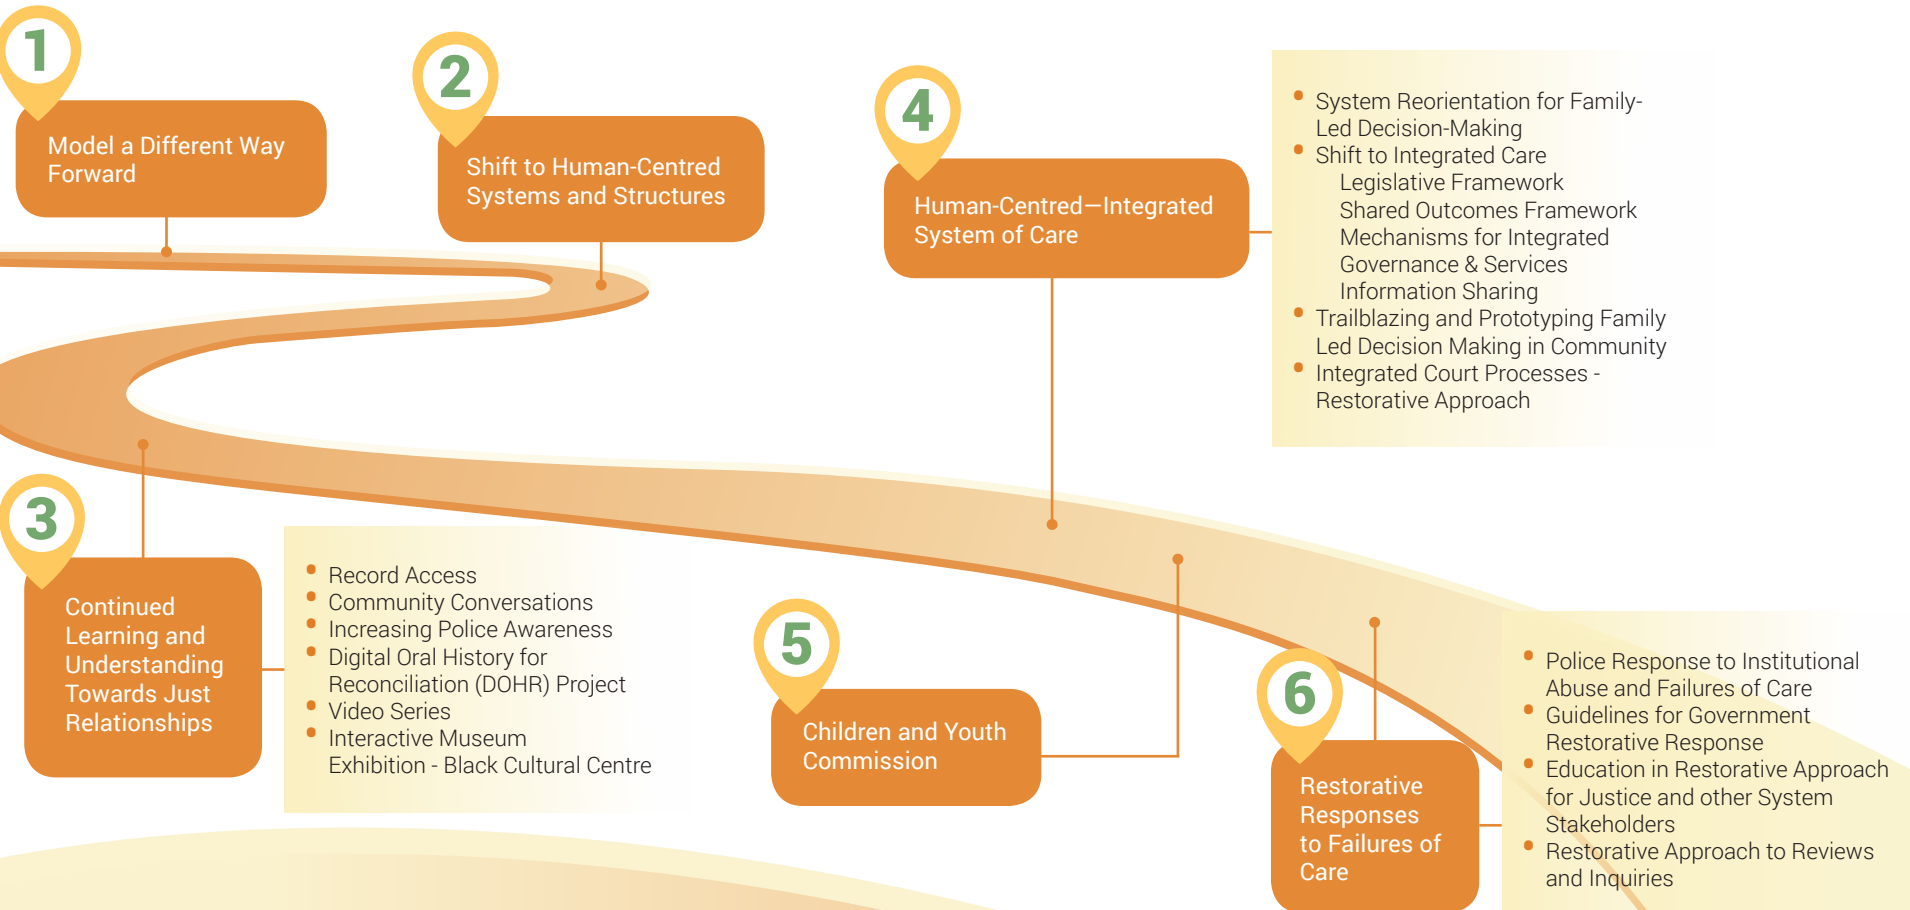 1
Model a Different Way
Forward
2
Shift to Human-Centred
Systems and Structures
3
Continued
Learning and
Understanding
Towards Just
Relationships
• Record Access
• Community Conversations
• Increasing Police Awareness
• Digital Oral History for
Reconciliation (DOHR) Project
• Video Series
• Interactive Museum
Exhibition - Black Cultural Centre
4
Human-Centred—Integrated
System of Care
• System Reorientation for Family-
Led Decision-Making
• Shift to Integrated Care
Legislative Framework
Shared Outcomes Framework
Mechanisms for Integrated
Governance & Services
Information Sharing
• Trailblazing and Prototyping Family
Led Decision Making in Community
• Integrated Court Processes -
Restorative Approach
5
Children and Youth
Commission
6
Restorative
Responses
to Failures of
Care
• Police Response to Institutional
Abuse and Failures of Care
• Guidelines for Government
Restorative Response
• Education in Restorative Approach
for Justice and other System
Stakeholders
• Restorative Approach to Reviews
and Inquiries